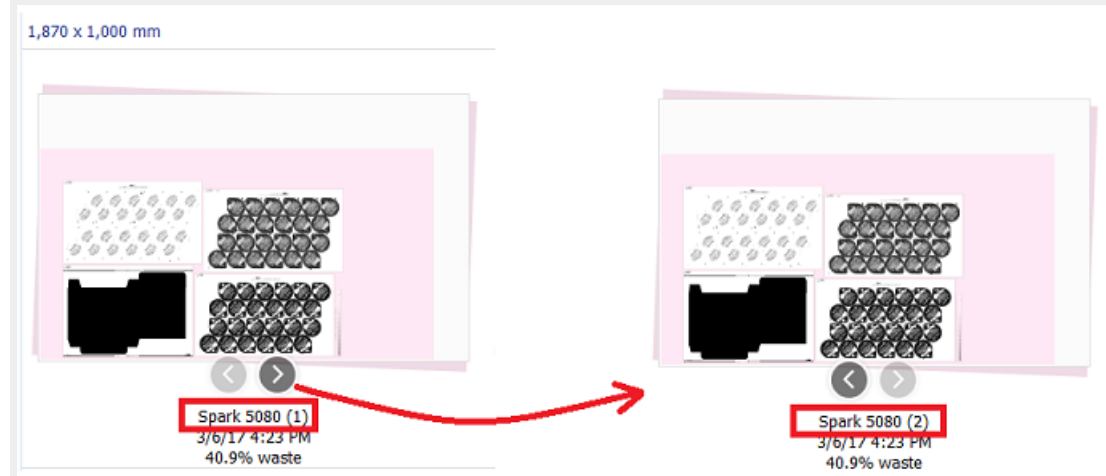 1,870 x 1,000 mm
Spark 5080 (1)
3/6/17 4:23 PM
40.9% waste
Spark 5080 (2)
3/6/17 4:23 PM
40.9% waste